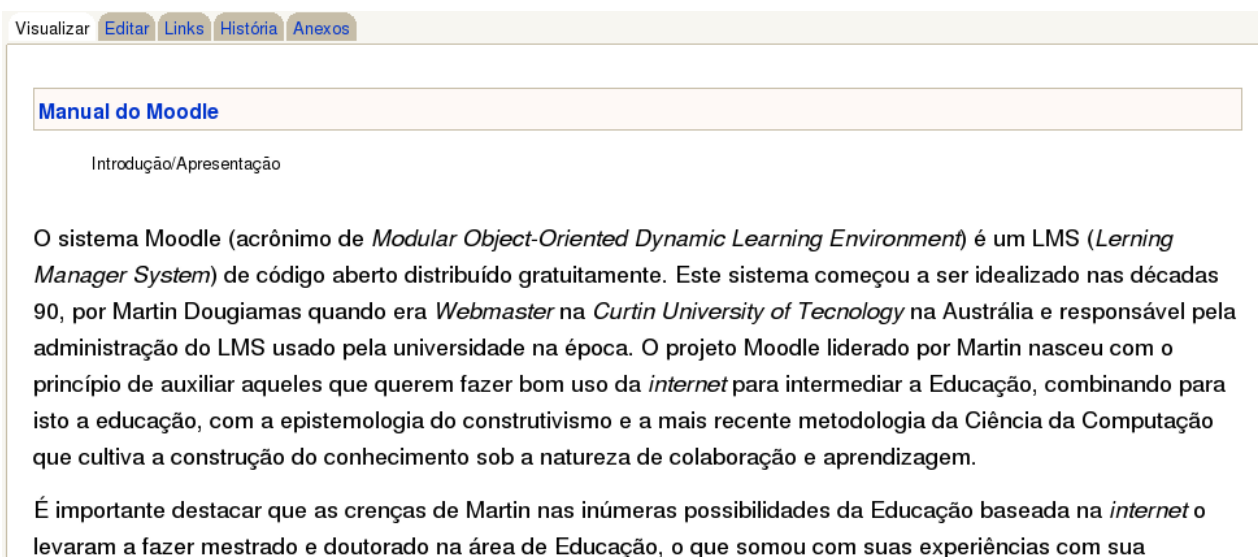 Visualizar Editar Links História Anexos
Manual do Moodle
Introdução/Apresentação
O sistema Moodle (acrônimo de Modular Object-Oriented Dynamic Learning Environment) é um LMS (Lerning
Manager System) de código aberto distribuído gratuitamente. Este sistema começou a ser idealizado nas décadas
90, por Martin Dougiamas quando era Webmaster na Curtin University of Tecnology na Austrália e responsável pela
administração do LMS usado pela universidade na época. O projeto Moodle liderado por Martin nasceu com o
princípio de auxiliar aqueles que querem fazer bom uso da internet para intermediar a Educação, combinando para
isto a educação, com a epistemologia do construtivismo e a mais recente metodologia da Ciência da Computação
que cultiva a construção do conhecimento sob a natureza de colaboração e aprendizagem.
É importante destacar que as crenças de Martin nas inúmeras possibilidades da Educação baseada na internet o
levaram a fazer mestrado e doutorado na área de Educação, o que somou com suas experiências com sua